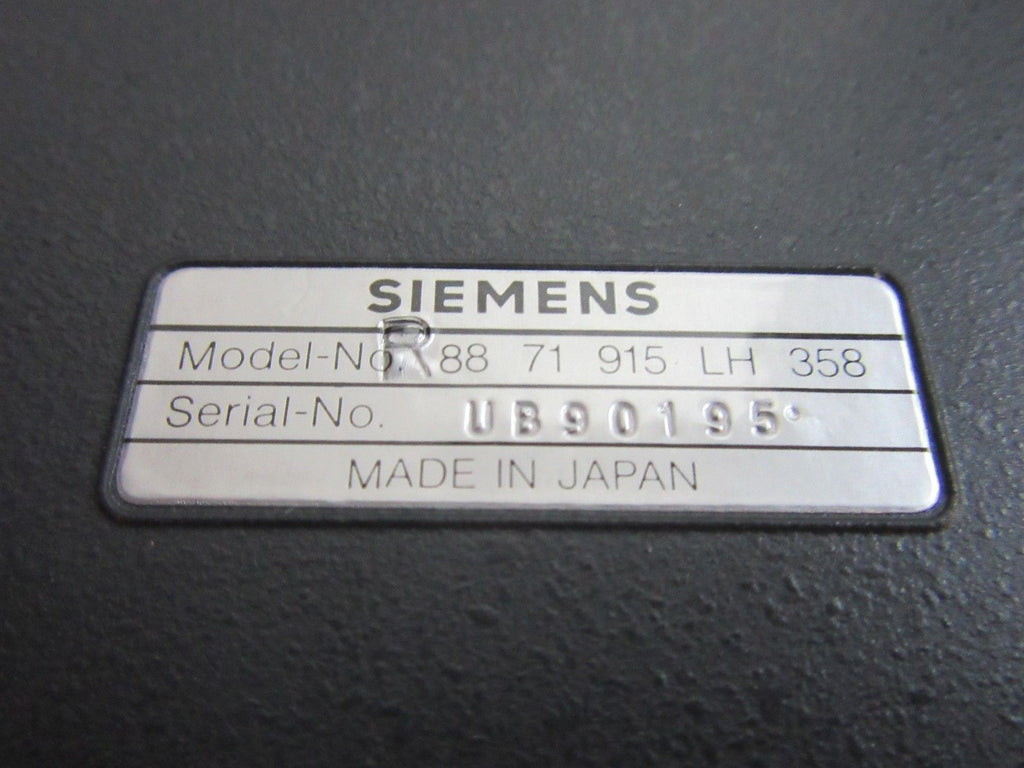 SIEMENS
Model-No. R 88 71 915 LH 358
Serial-No. UB90195
MADE IN JAPAN